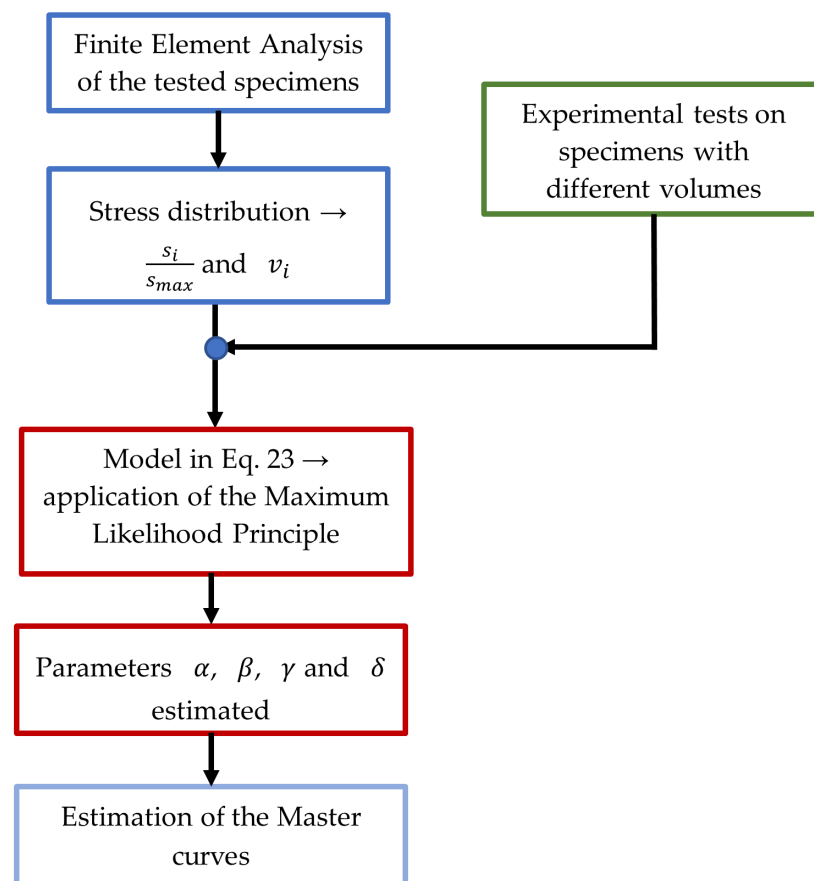 Finite Element Analysis
of the tested specimens
Experimental tests on
specimens with
different volumes
Stress distribution →
s_i/s_max and v_i
Model in Eq. 23 →
application of the Maximum
Likelihood Principle
Parameters α, β, γ and δ
estimated
Estimation of the Master
curves